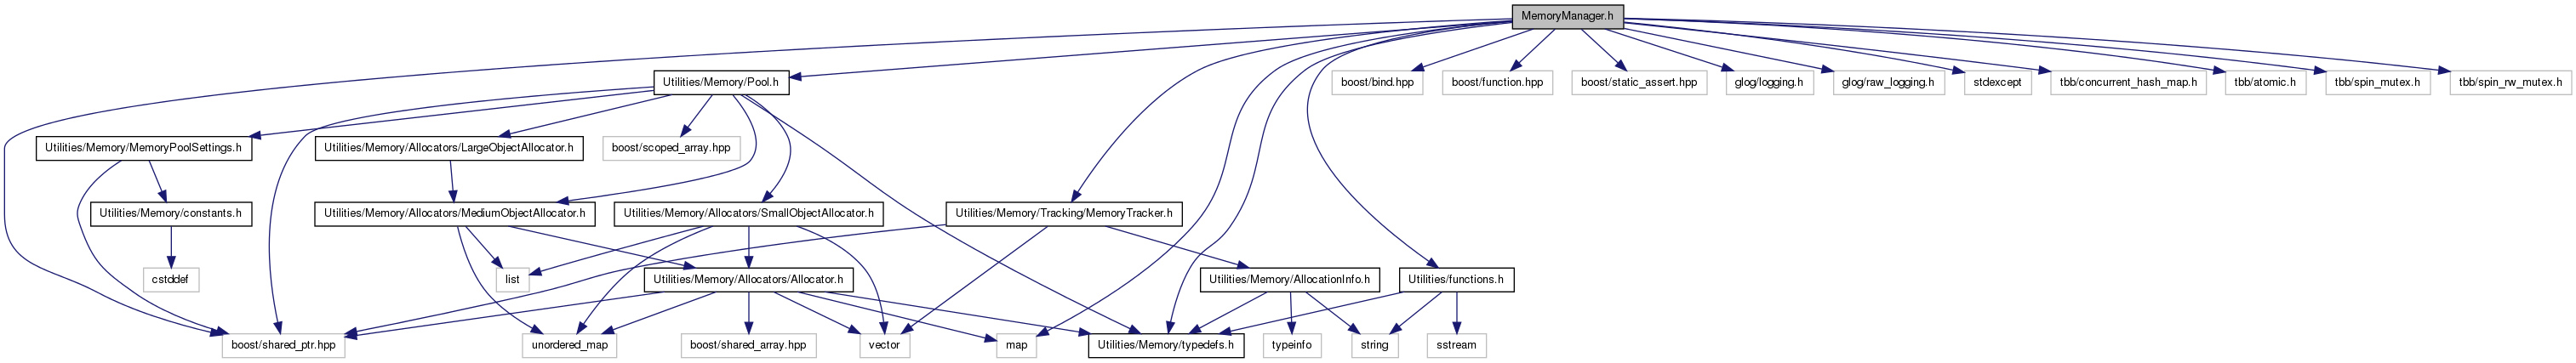 MemoryManager.h
Utilities/Memory/Pool.h
boost/bind.hpp
boost/function.hpp
boost/static_assert.hpp
glog/logging.h
glog/raw_logging.h
stdexcept
tbb/concurrent_hash_map.h
tbb/atomic.h
tbb/spin_mutex.h
tbb/spin_rw_mutex.h
Utilities/Memory/MemoryPoolSettings.h
Utilities/Memory/Allocators/LargeObjectAllocator.h
boost/scoped_array.hpp
Utilities/Memory/constants.h
Utilities/Memory/Allocators/MediumObjectAllocator.h
Utilities/Memory/Allocators/SmallObjectAllocator.h
Utilities/Memory/Tracking/MemoryTracker.h
cstddef
list
Utilities/Memory/Allocators/Allocator.h
Utilities/Memory/AllocationInfo.h
Utilities/functions.h
boost/shared_ptr.hpp
unordered_map
boost/shared_array.hpp
vector
map
Utilities/Memory/typedefs.h
typeinfo
string
sstream